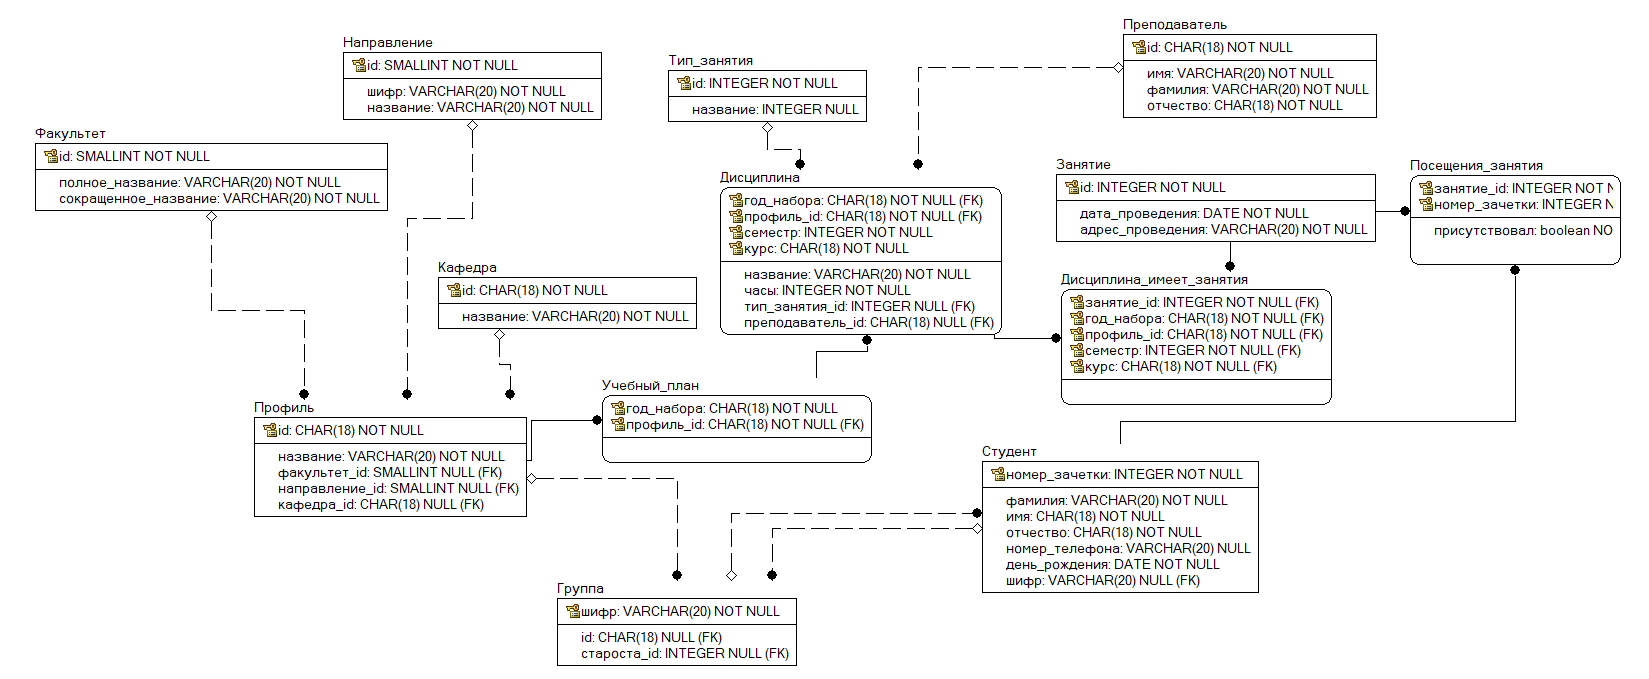 Преподаватель
id: CHAR(18) NOT NULL
имя: VARCHAR(20) NOT NULL
фамилия: VARCHAR(20) NOT NULL
отчество: CHAR(18) NOT NULL
Направление
id: SMALLINT NOT NULL
шифр: VARCHAR(20) NOT NULL
название: VARCHAR(20) NOT NULL
Тип_занятия
id: INTEGER NOT NULL
название: INTEGER NULL
Факультет
id: SMALLINT NOT NULL
полное_название: VARCHAR(20) NOT NULL
сокращенное_название: VARCHAR(20) NOT NULL
Дисциплина
год_набора: CHAR(18) NOT NULL (FK)
профиль_id: CHAR(18) NOT NULL (FK)
семестр: INTEGER NOT NULL
курс: CHAR(18) NOT NULL
название: VARCHAR(20) NOT NULL
часы: INTEGER NOT NULL
тип_занятия_id: INTEGER NULL (FK)
преподаватель_id: CHAR(18) NULL (FK)
Занятие
id: INTEGER NOT NULL
дата_проведения: DATE NOT NULL
адрес_проведения: VARCHAR(20) NOT NULL
Посещения_занятия
занятие_id: INTEGER NOT N
номер_зачетки: INTEGER N
присутствовал: boolean NO
Кафедра
id: CHAR(18) NOT NULL
название: VARCHAR(20) NOT NULL
Дисциплина_имеет_занятия
занятие_id: INTEGER NOT NULL (FK)
год_набора: CHAR(18) NOT NULL (FK)
профиль_id: CHAR(18) NOT NULL (FK)
семестр: INTEGER NOT NULL (FK)
курс: CHAR(18) NOT NULL (FK)
Учебный_план
год_набора: CHAR(18) NOT NULL
профиль_id: CHAR(18) NOT NULL (FK)
Профиль
id: CHAR(18) NOT NULL
название: VARCHAR(20) NOT NULL
факультет_id: SMALLINT NULL (FK)
направление_id: SMALLINT NULL (FK)
кафедра_id: CHAR(18) NULL (FK)
Студент
номер_зачетки: INTEGER NOT NULL
фамилия: VARCHAR(20) NOT NULL
имя: CHAR(18) NOT NULL
отчество: CHAR(18) NOT NULL
номер_телефона: VARCHAR(20) NULL
день_рождения: DATE NOT NULL
шифр: VARCHAR(20) NULL (FK)
Группа
шифр: VARCHAR(20) NOT NULL
id: CHAR(18) NULL (FK)
староста_id: INTEGER NULL (FK)